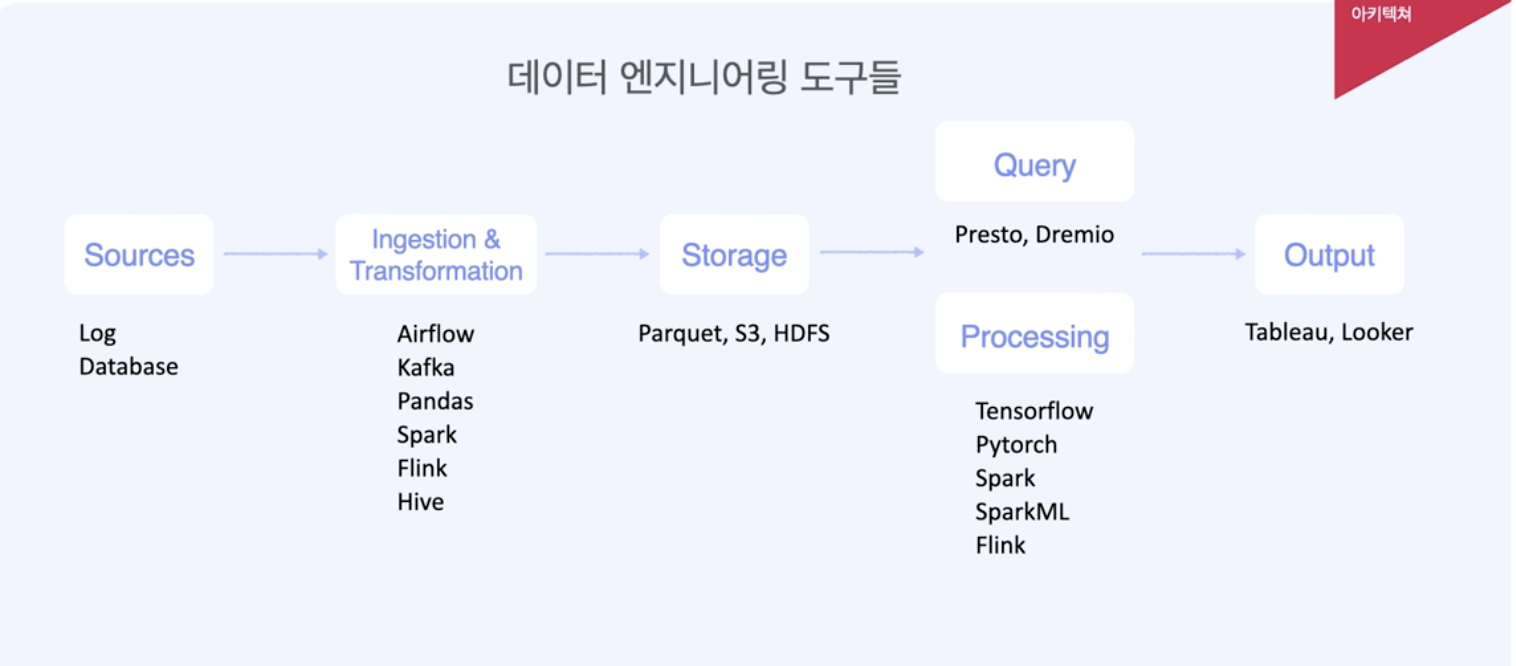 아키텍쳐
데이터 엔지니어링 도구들
Sources
Log
Database
Ingestion &
Transformation
Airflow
Kafka
Pandas
Spark
Flink
Hive
Storage
Parquet, S3, HDFS
Query
Presto, Dremio
Processing
Tensorflow
Pytorch
Spark
SparkML
Flink
Output
Tableau, Looker